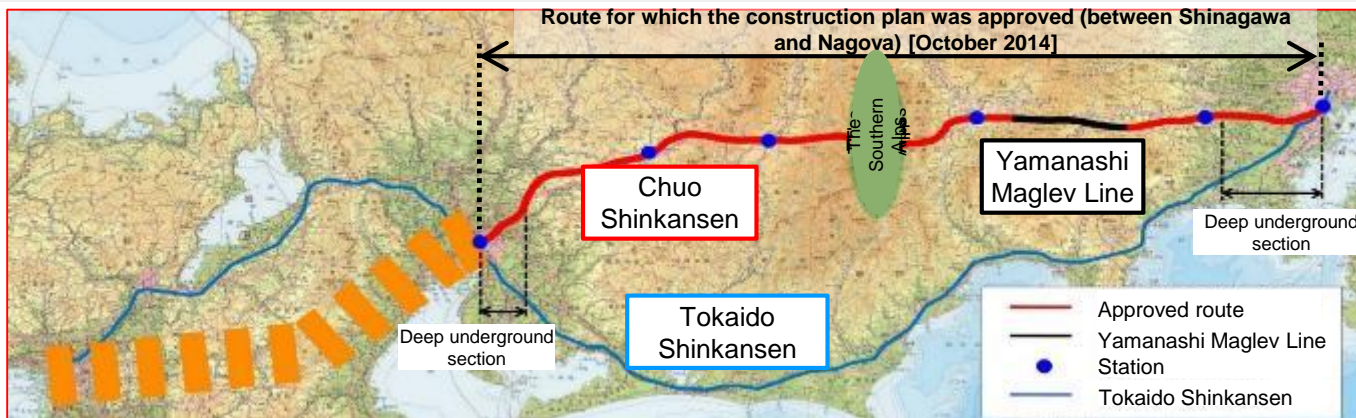 Route for which the construction plan was approved (between Shinagawa
and Nagoya) [October 2014]
The
Southern
Alps
Yamanashi
Maglev Line
Chuo
Shinkansen
Deep underground
section
Deep underground
section
Tokaido
Shinkansen
Approved route
Yamanashi Maglev Line
Station
Tokaido Shinkansen